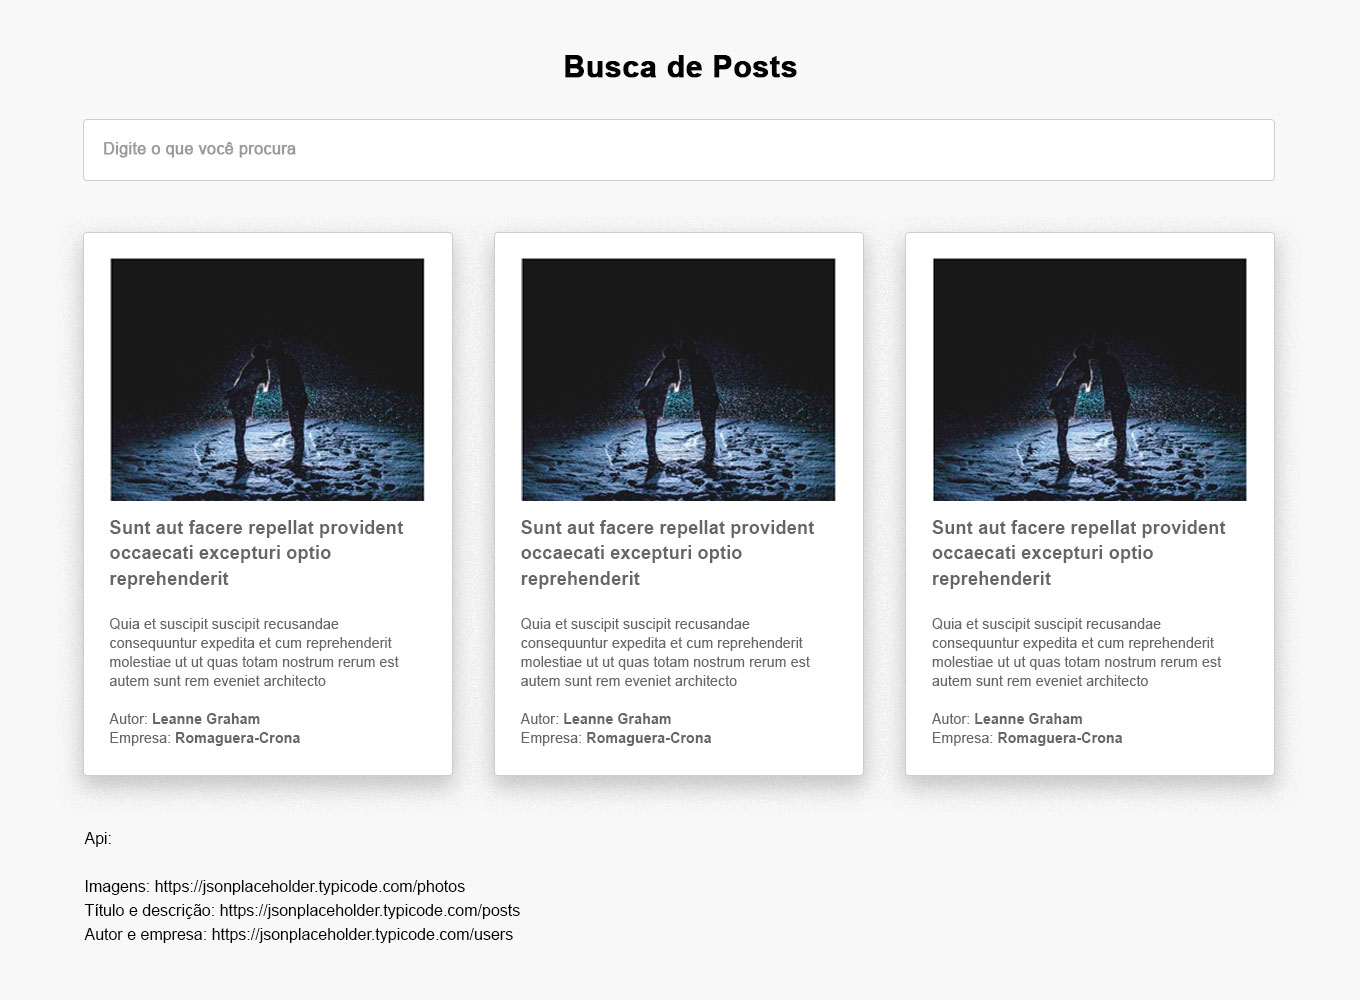 Busca de Posts
Digite o que você procura
Sunt aut facere repellat provident
occaecati excepturi optio
reprehenderit
Quia et suscipit suscipit recusandae
consequuntur expedita et cum reprehenderit
molestiae ut ut quas totam nostrum rerum est
autem sunt rem eveniet architecto
Autor: Leanne Graham
Empresa: Romaguera-Crona
Sunt aut facere repellat provident
occaecati excepturi optio
reprehenderit
Quia et suscipit suscipit recusandae
consequuntur expedita et cum reprehenderit
molestiae ut ut quas totam nostrum rerum est
autem sunt rem eveniet architecto
Autor: Leanne Graham
Empresa: Romaguera-Crona
Sunt aut facere repellat provident
occaecati excepturi optio
reprehenderit
Quia et suscipit suscipit recusandae
consequuntur expedita et cum reprehenderit
molestiae ut ut quas totam nostrum rerum est
autem sunt rem eveniet architecto
Autor: Leanne Graham
Empresa: Romaguera-Crona
Api:
Imagens: https://jsonplaceholder.typicode.com/photos
Título e descrição: https://jsonplaceholder.typicode.com/posts
Autor e empresa: https://jsonplaceholder.typicode.com/users